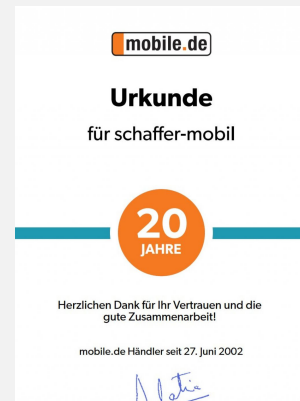 mobile.de
Urkunde
für schaffer-mobil
20
JAHRE
Herzlichen Dank für Ihr Vertrauen und die
gute Zusammenarbeit!
mobile.de Händler seit 27. Juni 2002